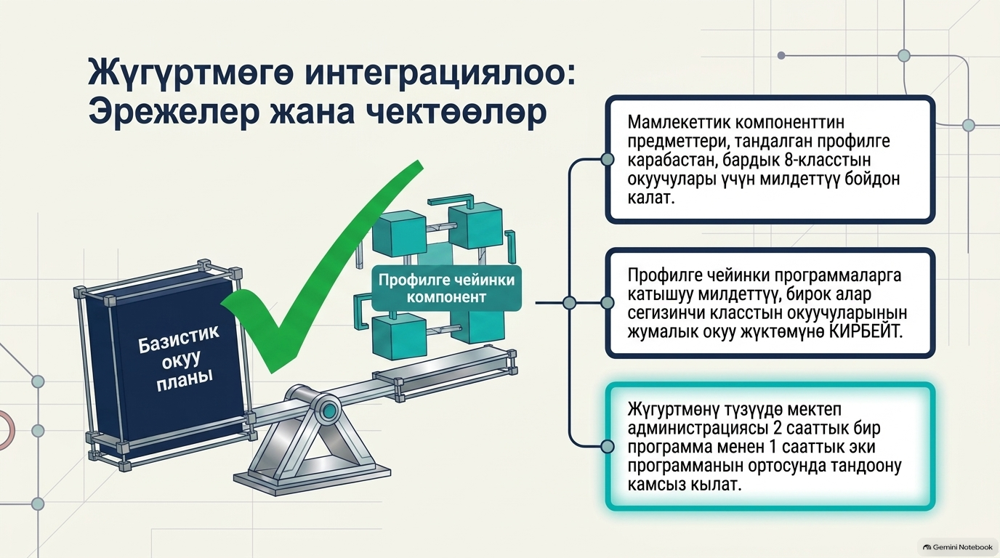 Жүгүртмөгө интеграциялоо:
Эрежелер жана чектөөлөр
Базистик
окуу
планы
Профилге чейинки
компонент
Мамлекеттик компоненттин
предметтери, тандалган профилге
карабастан, бардык 8-класстын
окуучулары үчүн милдеттүү бойдон
калат.
Профилге чейинки программаларга
катышуу милдеттүү, бирок алар
сегизинчи класстын окуучуларынын
жумалык окуу жүктөмүнө КИРБЕЙТ.
Жүгуртмөнү түзүүдө мектеп
администрациясы 2 сааттык бир
программа менен 1 сааттык эки
программанын ортосунда тандоону
камсыз кылат.
Gemini Notebook